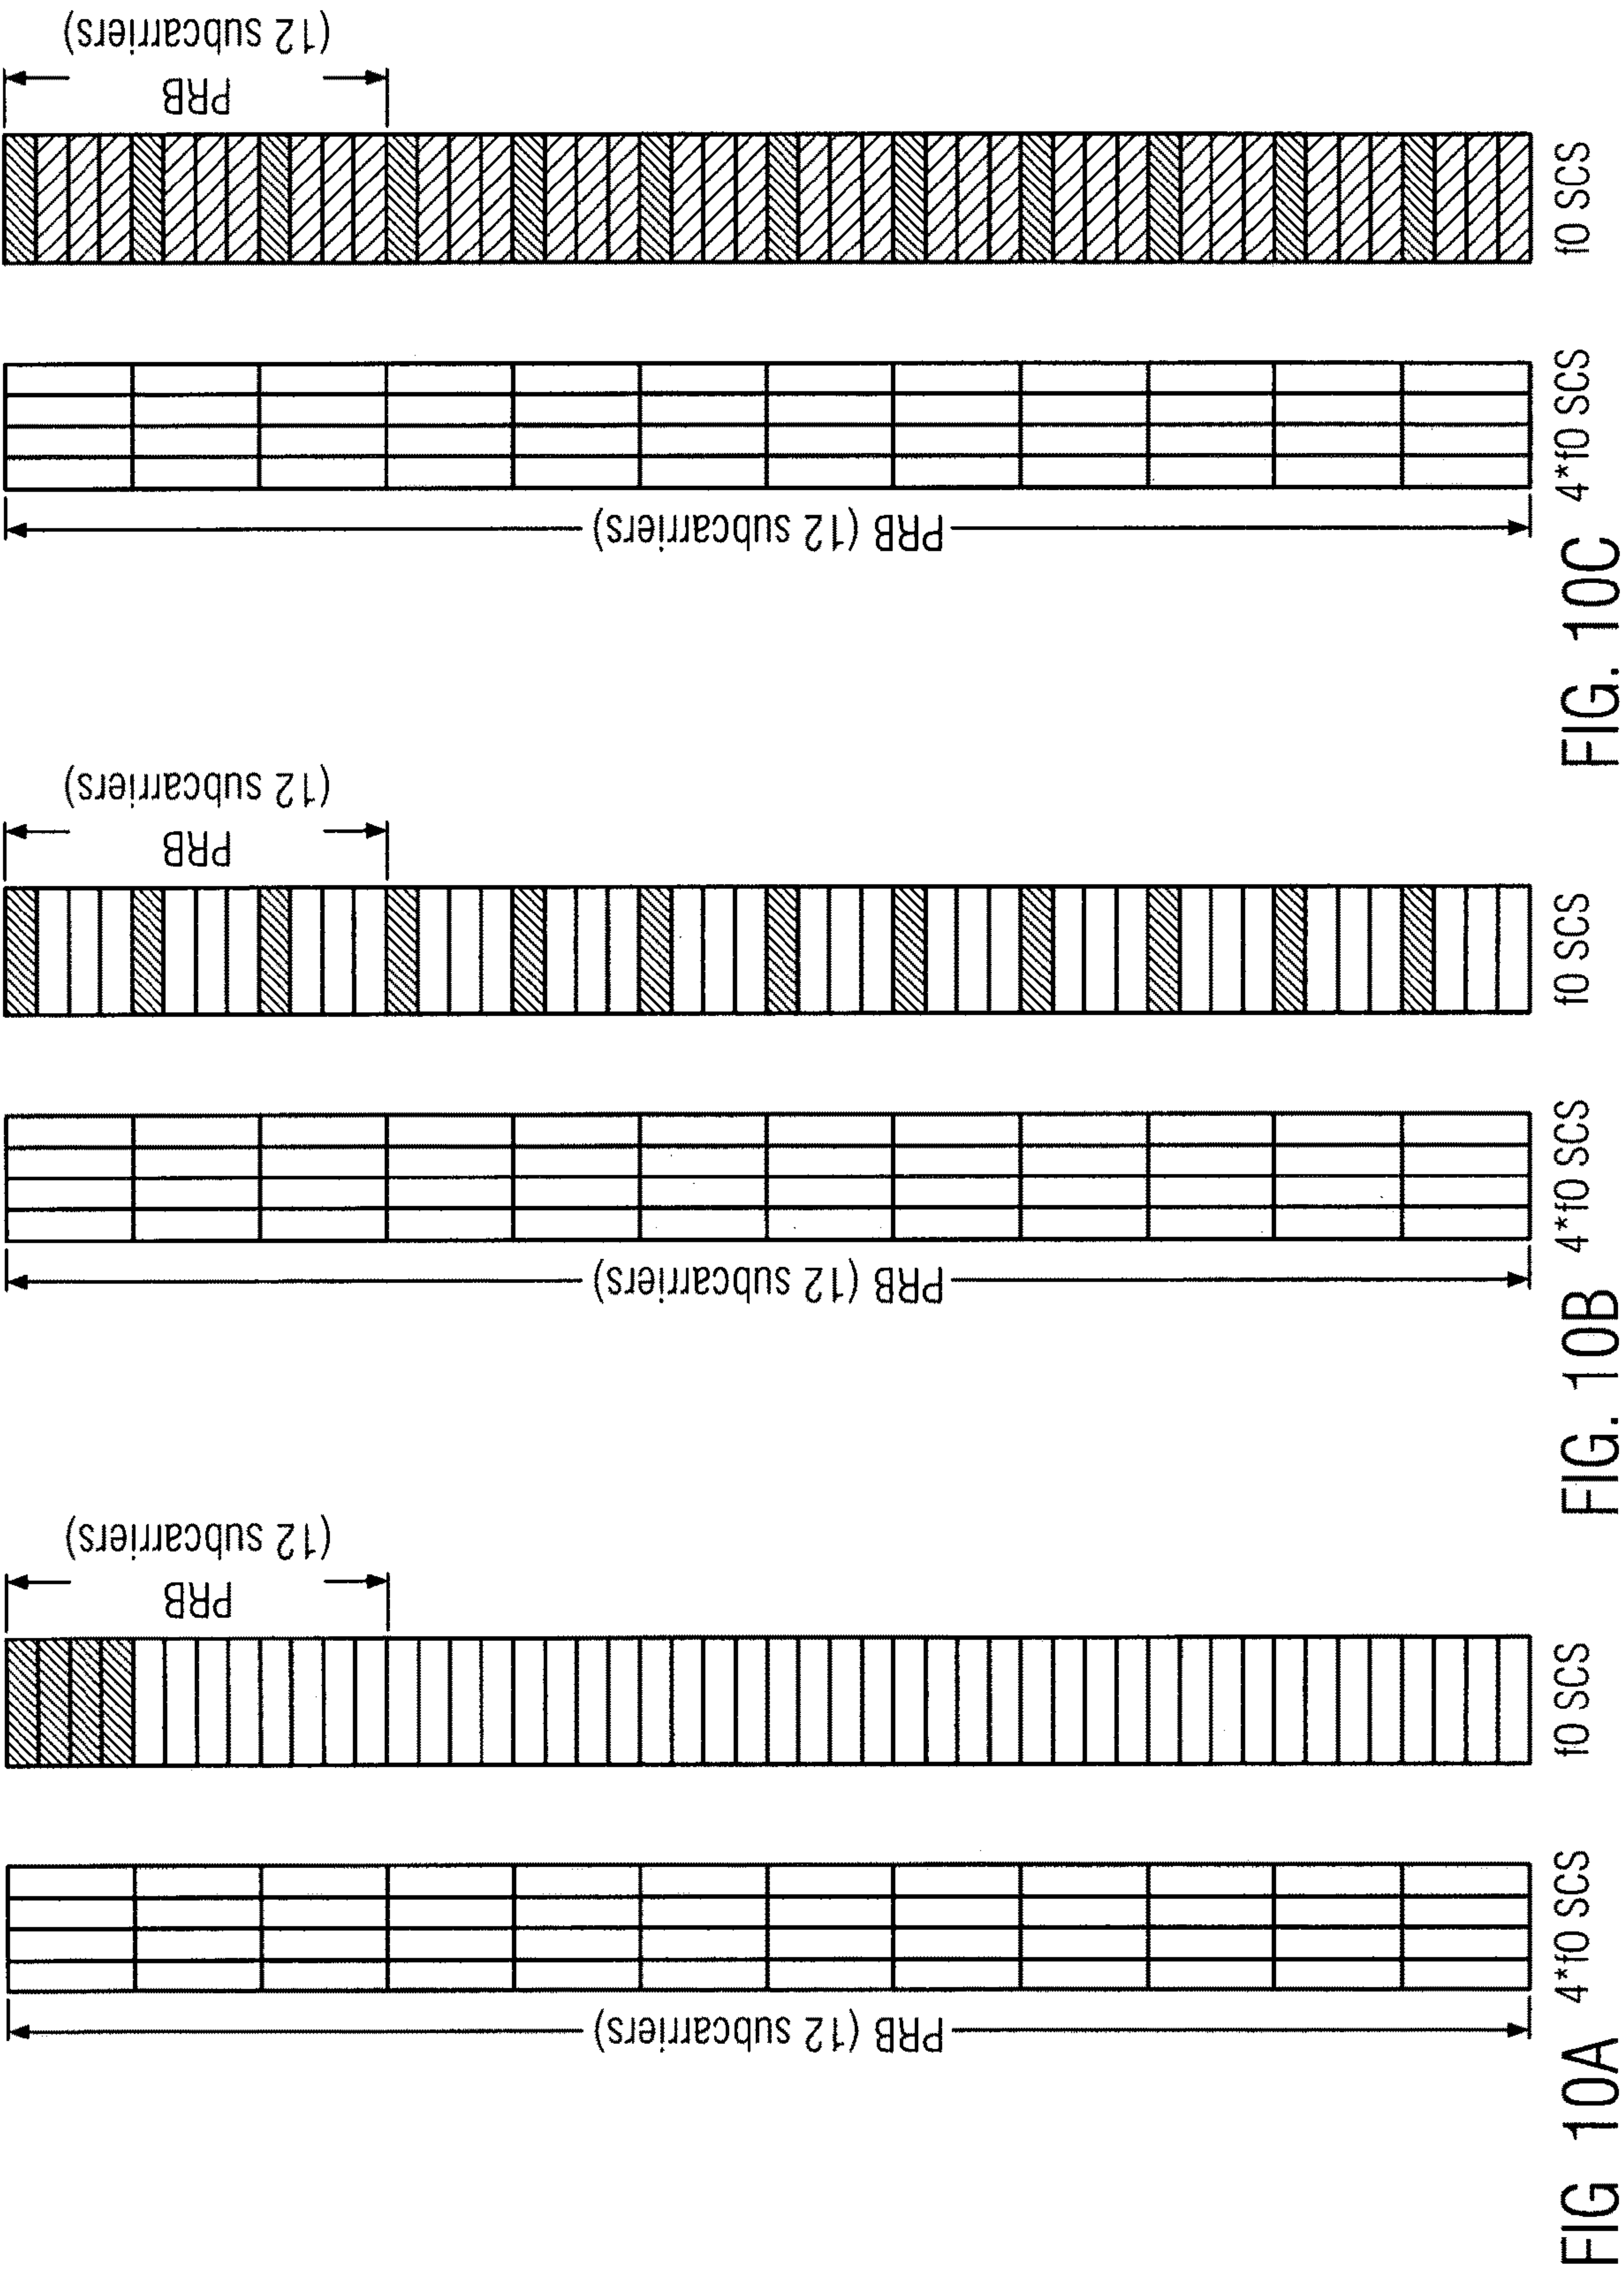 PRB (12 subcarriers)
4*f0 SCS
PRB
(12 subcarriers)
f0 SCS
FIG 10A
PRB (12 subcarriers)
4*f0 SCS
PRB
(12 subcarriers)
f0 SCS
FIG. 10B
PRB (12 subcarriers)
4*f0 SCS
PRB
(12 subcarriers)
f0 SCS
FIG. 10C